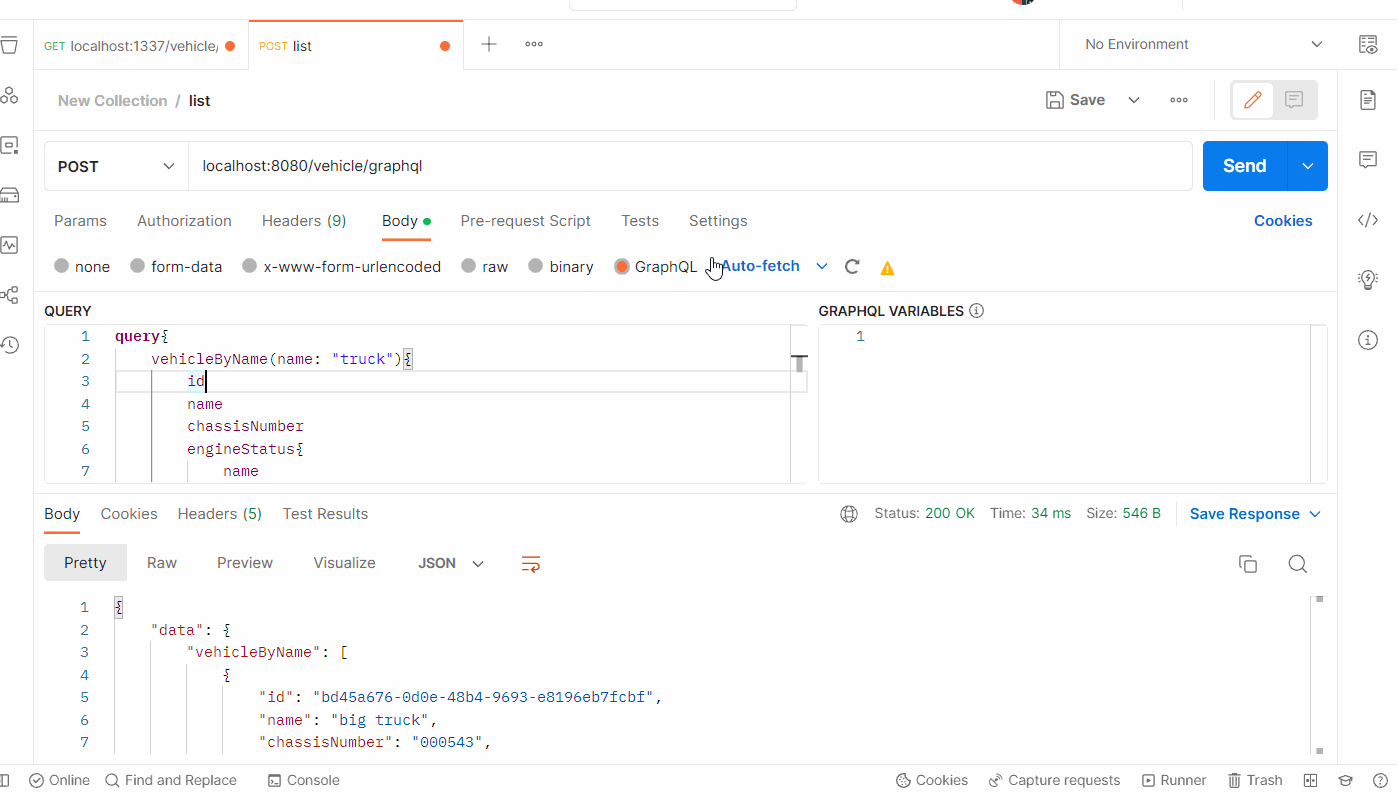 GET localhost:1337/vehicle/ POST list No Environment
New Collection / list Save
POST localhost:8080/vehicle/graphql Send
Params Authorization Headers (9) Body Pre-request Script Tests Settings Cookies
none form-data x-www-form-urlencoded raw binary GraphQL Auto-fetch
QUERY GRAPHQL VARIABLES
1 query{ 1
2 vehicleByName(name: "truck"){
3 id
4 name
5 chassisNumber
6 engineStatus{
7 name
Body Cookies Headers (5) Test Results Status: 200 OK Time: 34 ms Size: 546 B Save Response
Pretty Raw Preview Visualize JSON
1 {
2 "data": {
3 "vehicleByName": [
4 {
5 "id": "bd45a676-0d0e-48b4-9693-e8196eb7fcbf",
6 "name": "big truck",
7 "chassisNumber": "000543",
Online Find and Replace Console Cookies Capture requests Runner Trash